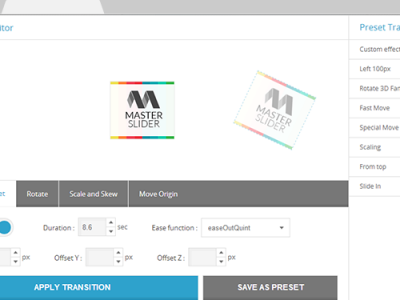 itor
Preset Tra
Custom effect
Left 100px
Rotate 3D Fan
Fast Move
Special Move
Scaling
From top
Slide In
MASTER
SLIDER
MASTER
SLIDER
et
Rotate
Scale and Skew
Move Origin
Duration : 8.6 sec
Ease function : easeOutQuint
px
Offset Y : px
Offset Z : px
APPLY TRANSITION
SAVE AS PRESET